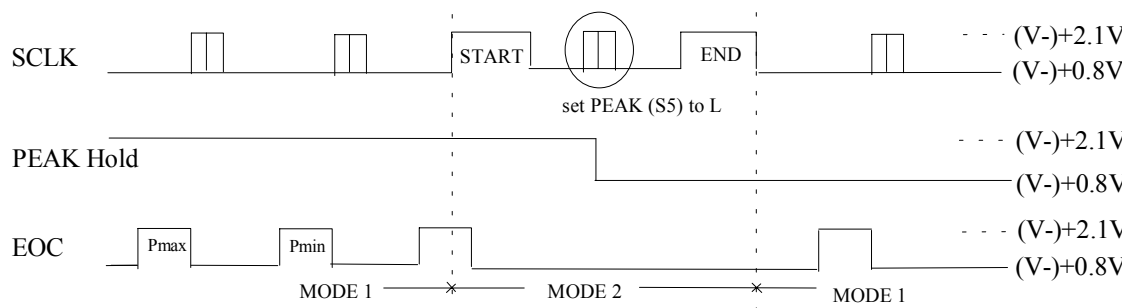 SCLK
START
END
(V-)+2.1V
(V-)+0.8V
set PEAK (S5) to L
PEAK Hold
(V-)+2.1V
(V-)+0.8V
EOC
Pmax
Pmin
(V-)+2.1V
(V-)+0.8V
MODE 1
MODE 2
MODE 1